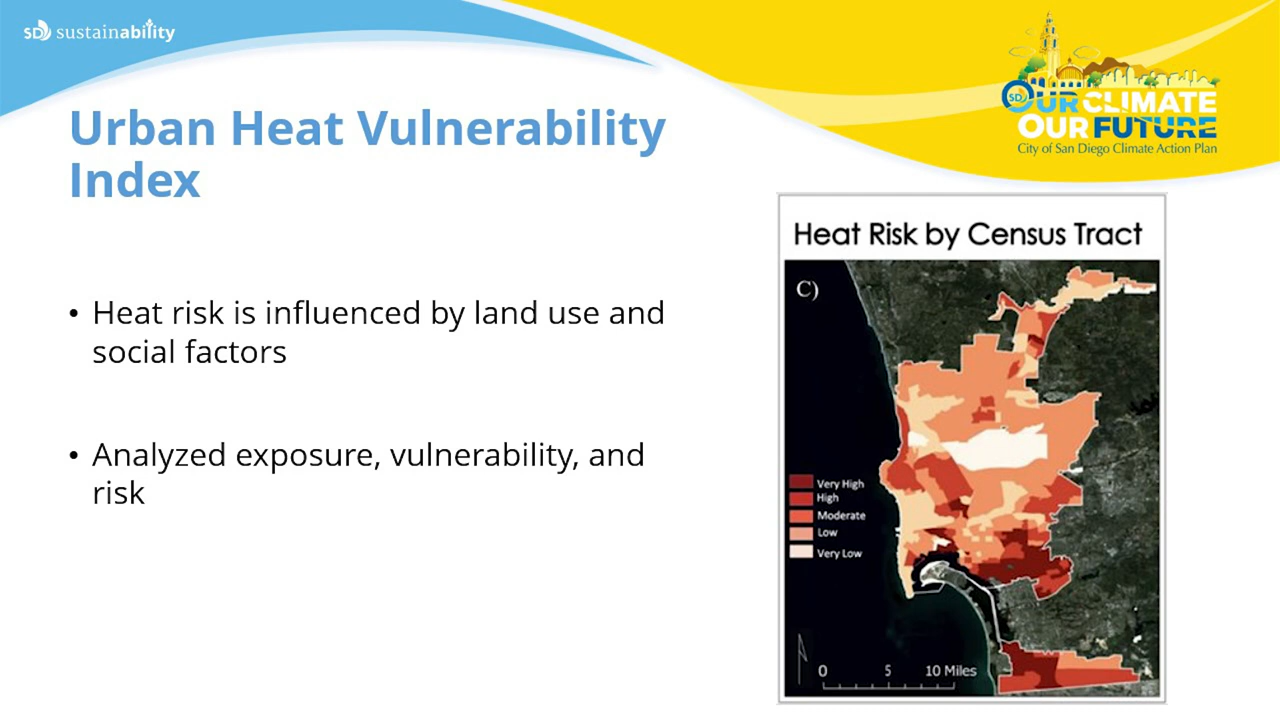 SD sustainability
SD
OUR CLIMATE
OUR FUTURE
City of San Diego Climate Action Plan
Urban Heat Vulnerability
Index
• Heat risk is influenced by land use and
social factors
• Analyzed exposure, vulnerability, and
risk
Heat Risk by Census Tract
C)
Very High
High
Moderate
Low
Very Low
0 5 10 Miles